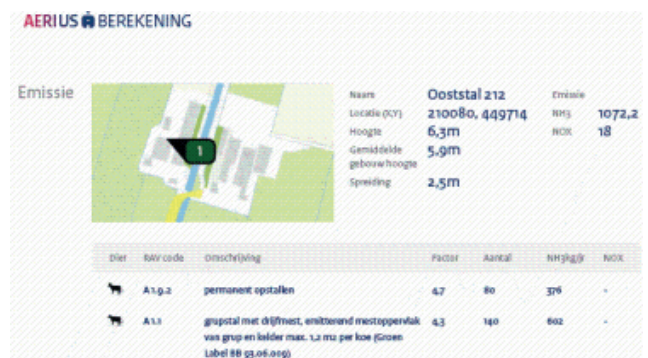 AERIUS BEREKENING
Emissie
1
Naam Ooststal 212 Emissie
Locatie (X,Y) 210080, 449714 NH3 1072,2
Hoogte 6,3m NOX 18
Gemiddelde gebouwhoogte 5,9m
Spreiding 2,5m
Dier RAV code Omschrijving Factor Aantal NH3kg/jr NOX
A1.9.2 permanent opstallen 4,7 80 376 -
A1.1 grupstal met drijfmest, emitterend mestoppervlak 4,3 140 602 -
van grup en kelder max. 1,2 m2 per koe (Groen
Label BB 93.06.009)